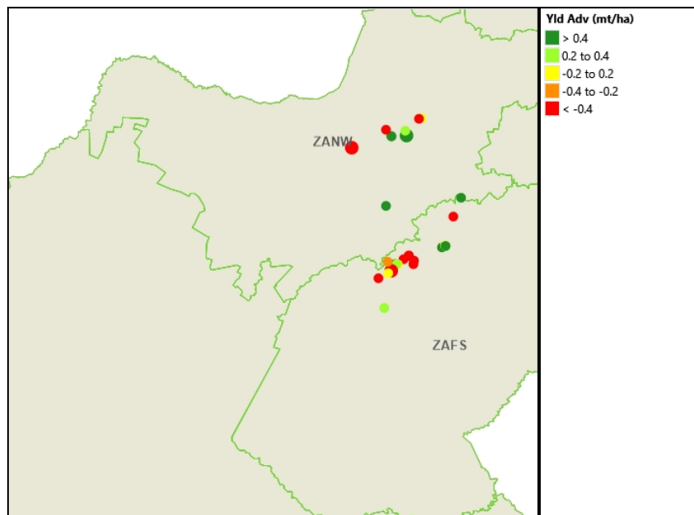 Yld Adv (mt/ha)
> 0.4
0.2 to 0.4
-0.2 to 0.2
-0.4 to -0.2
< -0.4
ZANW
ZAFS